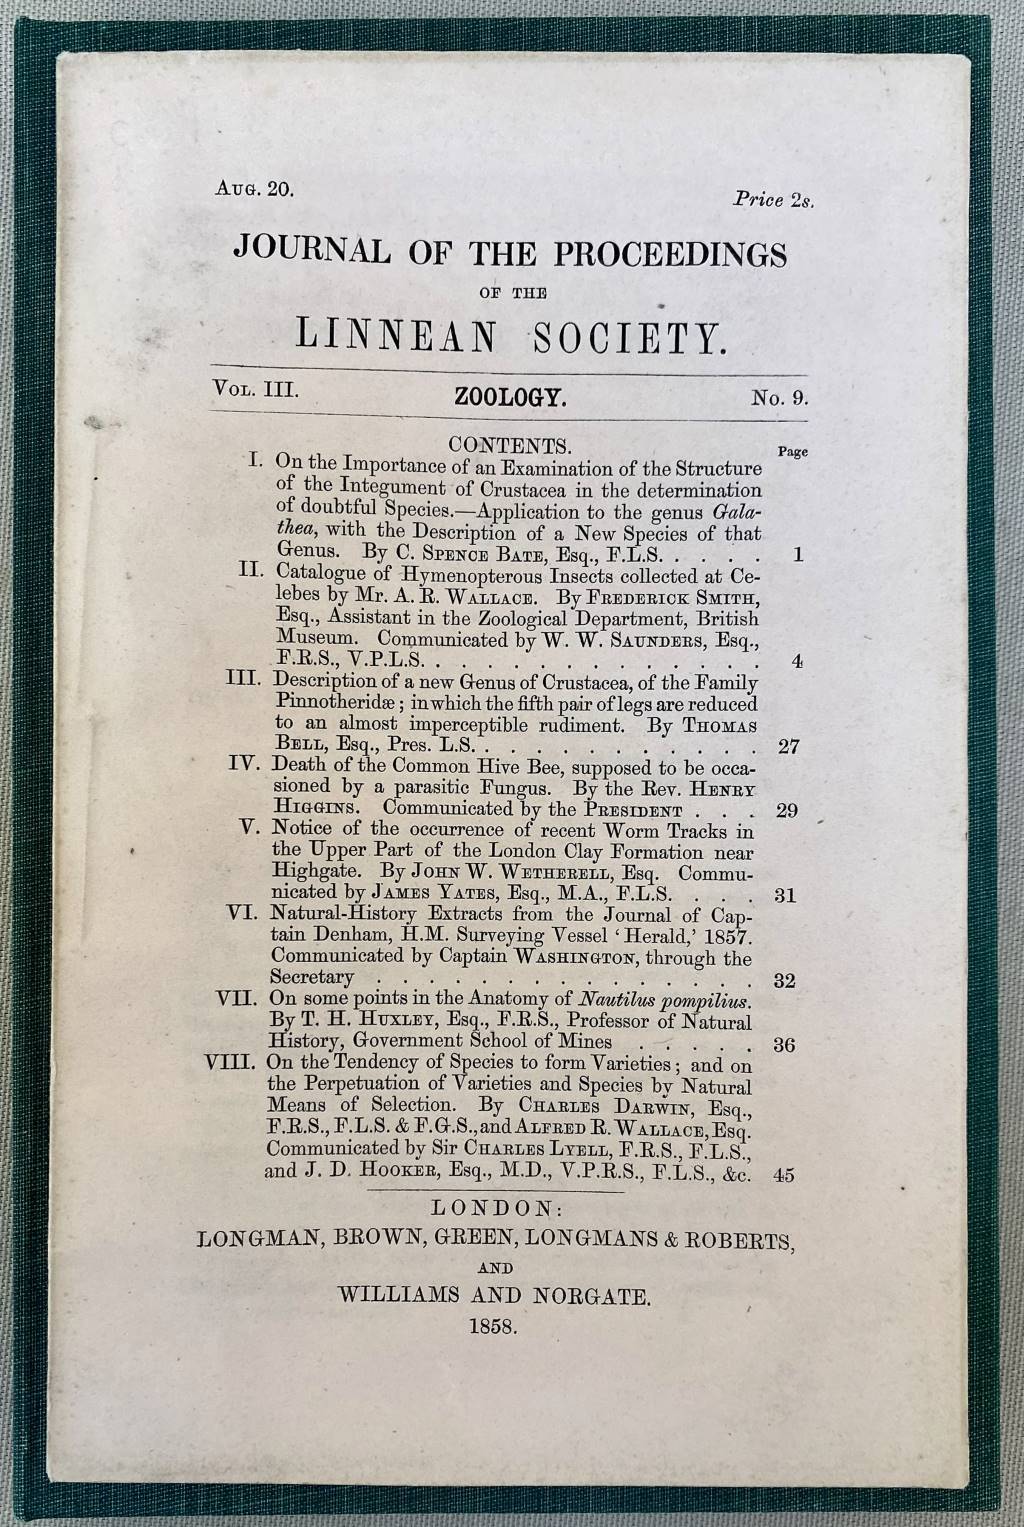 Aug. 20.
Price 2s.
JOURNAL OF THE PROCEEDINGS
OF THE
LINNEAN SOCIETY.
Vol. III. ZOOLOGY. No. 9.
CONTENTS. Page
I. On the Importance of an Examination of the Structure
of the Integument of Crustacea in the determination
of doubtful Species.—Application to the genus Gala-
thea, with the Description of a New Species of that
Genus. By C. Spence Bate, Esq., F.L.S. . . . . 1
II. Catalogue of Hymenopterous Insects collected at Ce-
lebes by Mr. A. R. Wallace. By Frederick Smith,
Esq., Assistant in the Zoological Department, British
Museum. Communicated by W. W. Saunders, Esq.,
F.R.S., V.P.L.S. . . . . . . . . . . . . . 4
III. Description of a new Genus of Crustacea, of the Family
Pinnotheridæ; in which the fifth pair of legs are reduced
to an almost imperceptible rudiment. By Thomas
Bell, Esq., Pres. L.S. . . . . . . . . . . . 27
IV. Death of the Common Hive Bee, supposed to be occa-
sioned by a parasitic Fungus. By the Rev. Henry
Higgins. Communicated by the President . . . 29
V. Notice of the occurrence of recent Worm Tracks in
the Upper Part of the London Clay Formation near
Highgate. By John W. Wetherell, Esq. Commu-
nicated by James Yates, Esq., M.A., F.L.S. . . . . 31
VI. Natural-History Extracts from the Journal of Cap-
tain Denham, H.M. Surveying Vessel ‘Herald,’ 1857.
Communicated by Captain Washington, through the
Secretary . . . . . . . . . . . . . . . 32
VII. On some points in the Anatomy of Nautilus pompilius.
By T. H. Huxley, Esq., F.R.S., Professor of Natural
History, Government School of Mines . . . . . 36
VIII. On the Tendency of Species to form Varieties; and on
the Perpetuation of Varieties and Species by Natural
Means of Selection. By Charles Darwin, Esq.,
F.R.S., F.L.S. & F.G.S., and Alfred R. Wallace, Esq.
Communicated by Sir Charles Lyell, F.R.S., F.L.S.,
and J. D. Hooker, Esq., M.D., V.P.R.S., F.L.S., &c. 45
LONDON:
LONGMAN, BROWN, GREEN, LONGMANS & ROBERTS,
AND
WILLIAMS AND NORGATE.
1858.